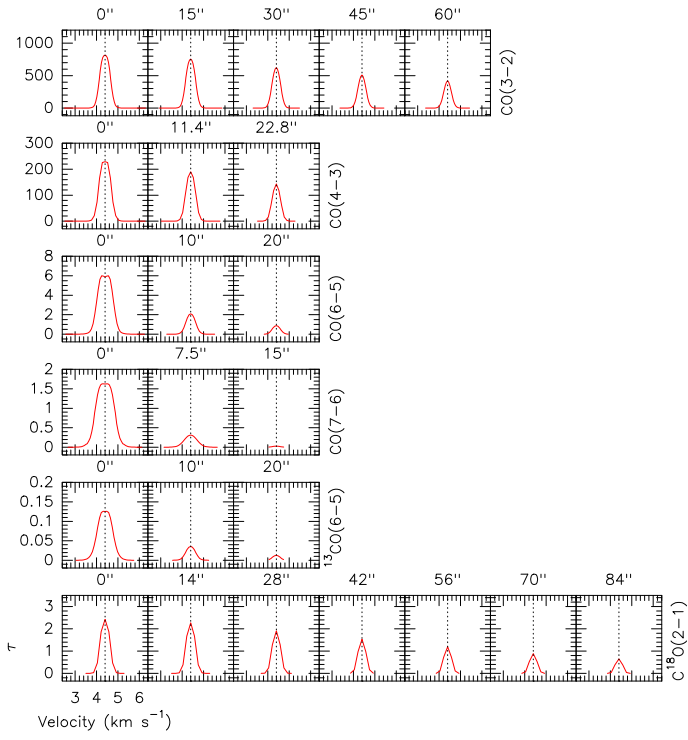 0'' 15'' 30'' 45'' 60''
1000
500
0
CO(3−2)
0'' 11.4'' 22.8''
300
200
100
0
CO(4−3)
0'' 10'' 20''
8
6
4
2
0
CO(6−5)
0'' 7.5'' 15''
2
1.5
1
0.5
0
CO(7−6)
0'' 10'' 20''
0.2
0.15
0.1
0.05
0
¹³CO(6−5)
0'' 14'' 28'' 42'' 56'' 70'' 84''
3
2
1
0
τ
C¹⁸O(2−1)
3 4 5 6
Velocity (km s⁻¹)